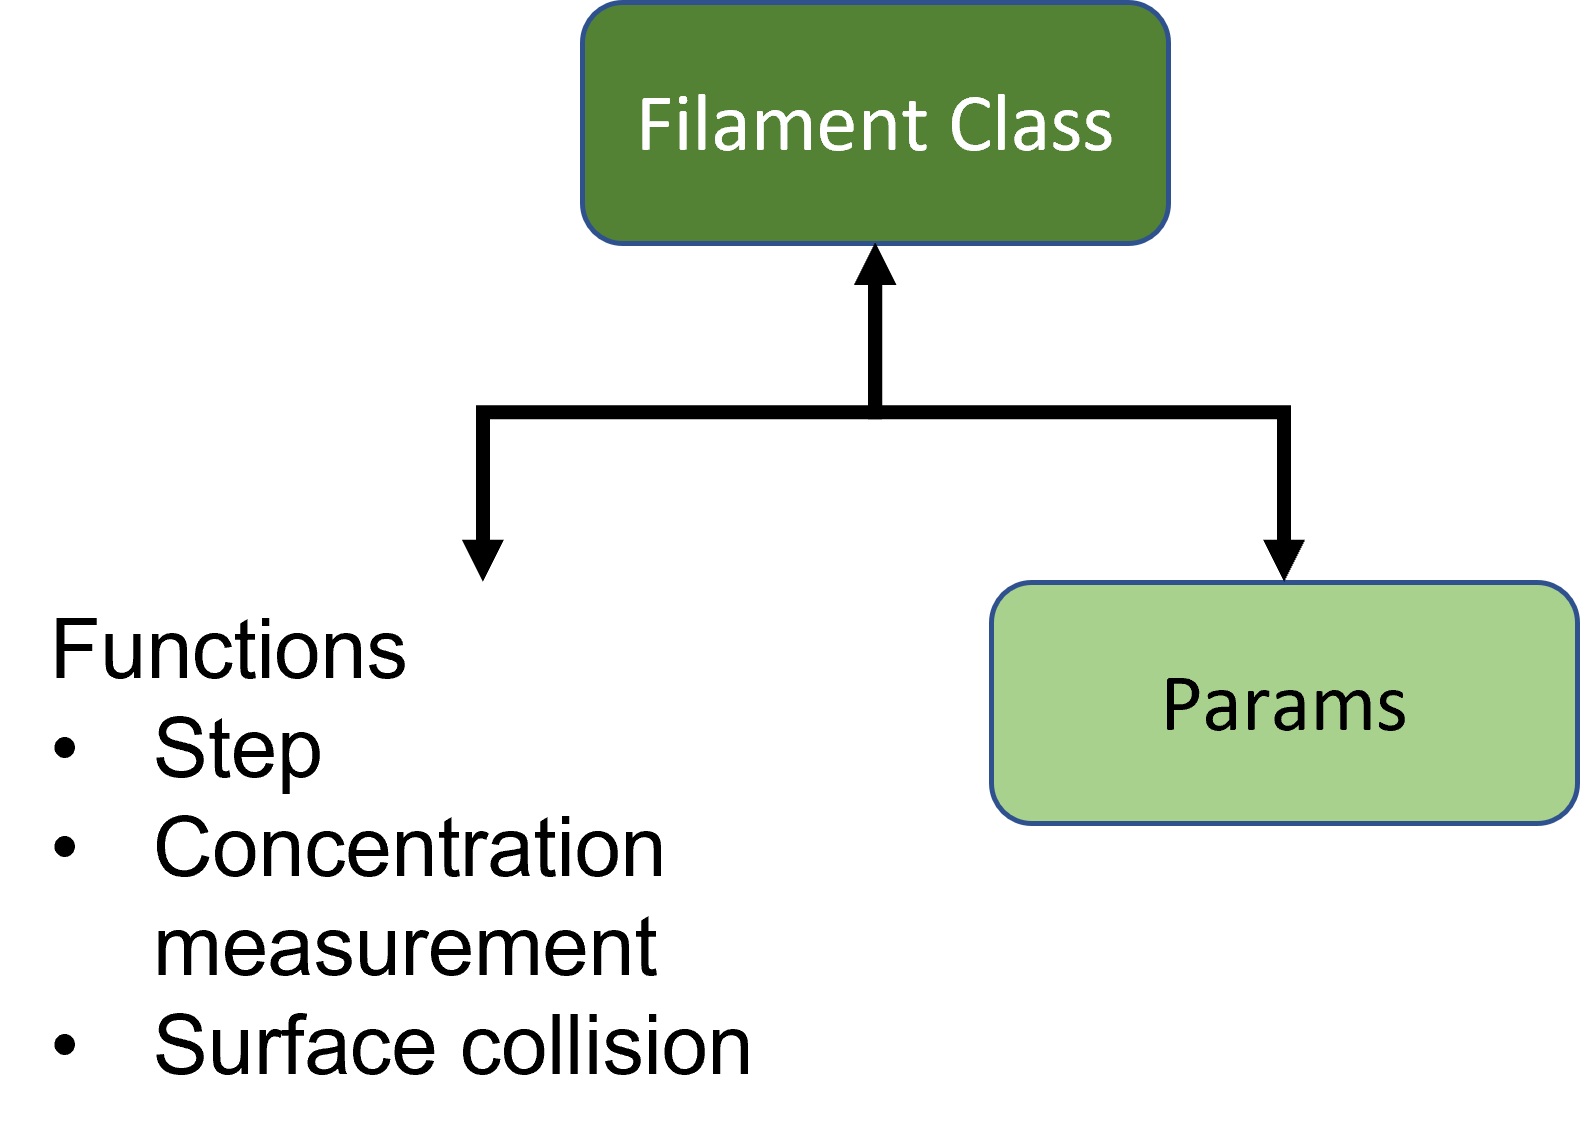 Filament Class
Functions
• Step
• Concentration
measurement
• Surface collision
Params